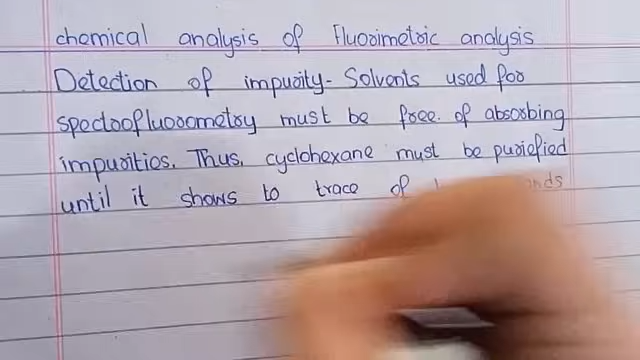 chemical analysis of Fluorimetric analysis
Detection of impurity- Solvents used for
spectrofluorometry must be free. of absorbing
impurities. Thus, cyclohexane must be puriefied
until it shows to trace of